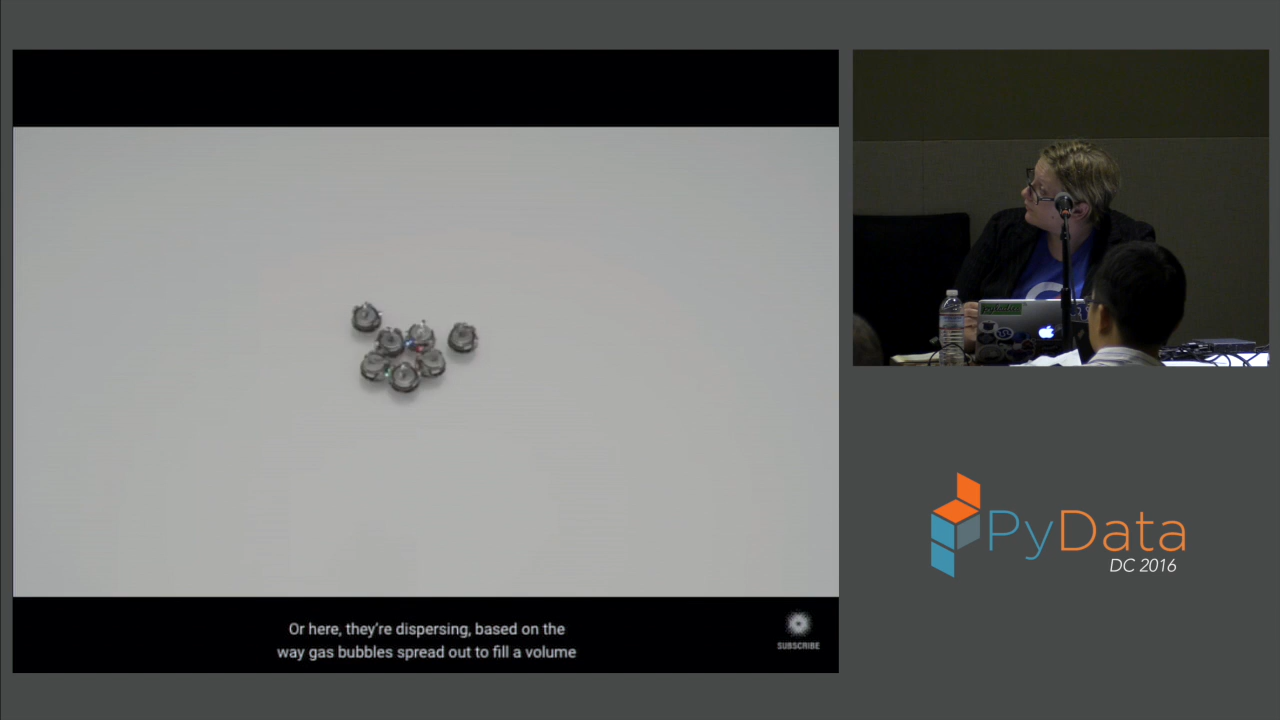 Or here, they're dispersing, based on the
way gas bubbles spread out to fill a volume
SUBSCRIBE
PyData
DC 2016